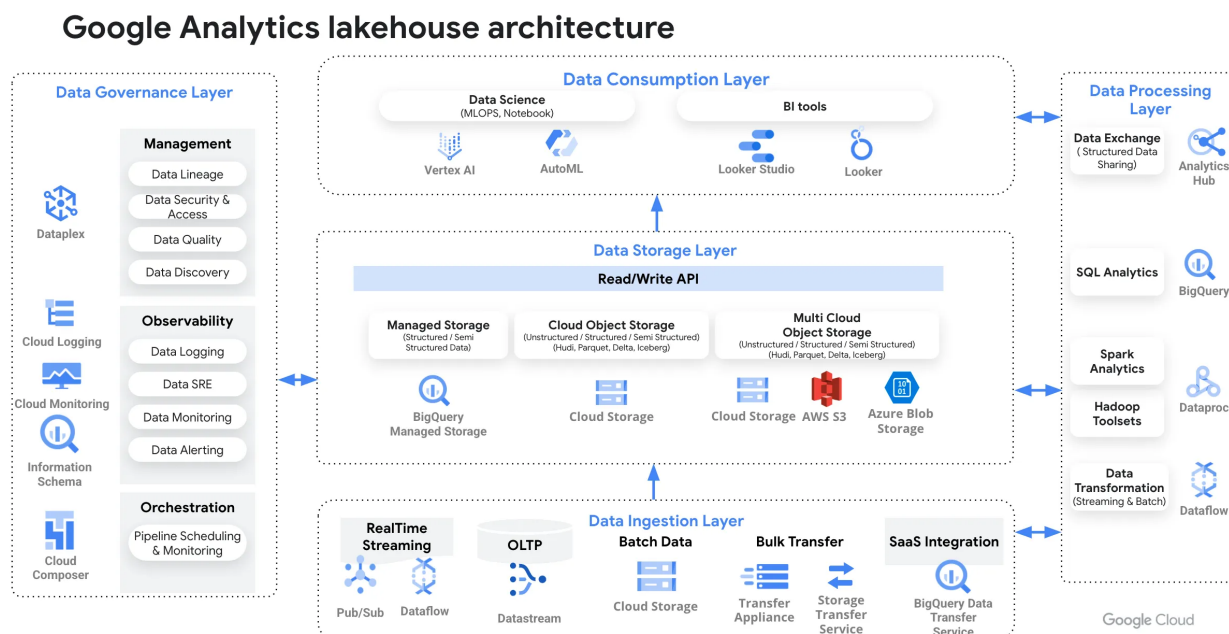 Google Analytics lakehouse architecture
Data Governance Layer
Management
Data Lineage
Data Security &
Access
Data Quality
Data Discovery
Dataplex
Observability
Data Logging
Data SRE
Data Monitoring
Data Alerting
Cloud Logging
Cloud Monitoring
Information
Schema
Orchestration
Pipeline Scheduling
& Monitoring
Cloud
Composer
Data Consumption Layer
Data Science
(MLOPS, Notebook)
Vertex AI
AutoML
BI tools
Looker Studio
Looker
Data Storage Layer
Read/Write API
Managed Storage
(Structured / Semi
Structured Data)
BigQuery
Managed Storage
Cloud Object Storage
(Unstructured / Structured / Semi Structured)
(Hudi, Parquet, Delta, Iceberg)
Cloud Storage
Multi Cloud
Object Storage
(Unstructured / Structured / Semi Structured)
(Hudi, Parquet, Delta, Iceberg)
Cloud Storage
AWS S3
10
01
Azure Blob
Storage
Data Ingestion Layer
RealTime
Streaming
Pub/Sub
Dataflow
OLTP
Datastream
Batch Data
Cloud Storage
Bulk Transfer
Transfer
Appliance
Storage
Transfer
Service
SaaS Integration
BigQuery Data
Transfer
Service
Data Processing
Layer
Data Exchange
( Structured Data
Sharing)
Analytics
Hub
SQL Analytics
BigQuery
Spark
Analytics
Hadoop
Toolsets
Dataproc
Data
Transformation
(Streaming & Batch)
Dataflow
Google Cloud